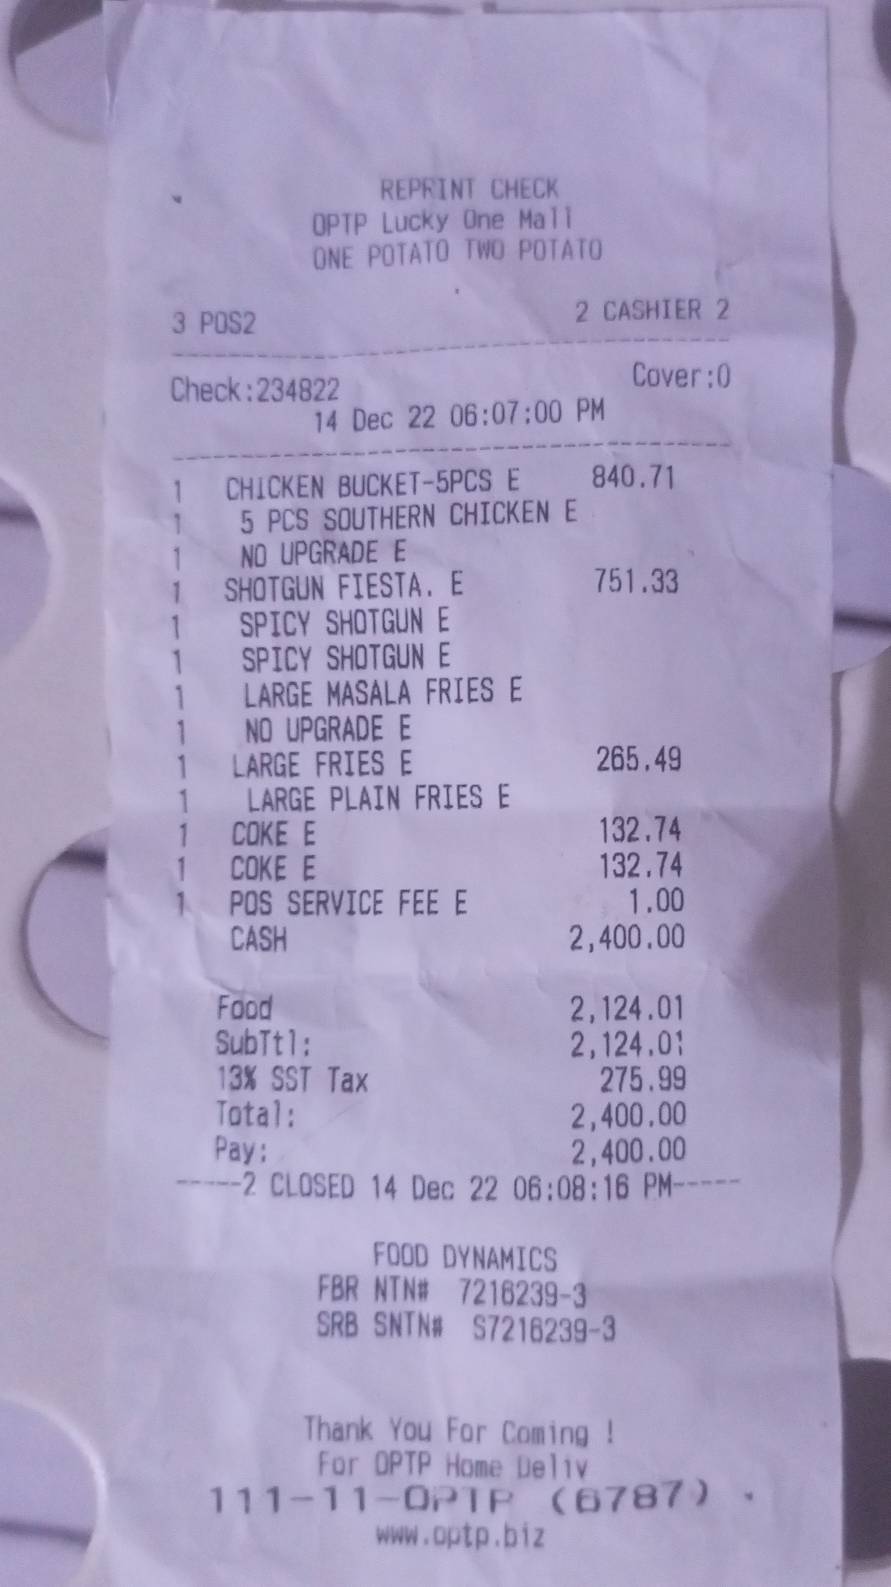 REPRINT CHECK
OPTP Lucky One Mall
ONE POTATO TWO POTATO
3 POS2 2 CASHIER 2
Check:234822 Cover:0
14 Dec 22 06:07:00 PM
1 CHICKEN BUCKET-5PCS E 840.71
1 5 PCS SOUTHERN CHICKEN E
1 NO UPGRADE E
1 SHOTGUN FIESTA. E 751.33
1 SPICY SHOTGUN E
1 SPICY SHOTGUN E
1 LARGE MASALA FRIES E
1 NO UPGRADE E
1 LARGE FRIES E 265.49
1 LARGE PLAIN FRIES E
1 COKE E 132.74
1 COKE E 132.74
1 POS SERVICE FEE E 1.00
CASH 2,400.00
Food 2,124.01
SubTtl: 2,124.01
13% SST Tax 275.99
Total: 2,400.00
Pay: 2,400.00
-----2 CLOSED 14 Dec 22 06:08:16 PM-----
FOOD DYNAMICS
FBR NTN# 7216239-3
SRB SNTN# S7216239-3
Thank You For Coming !
For OPTP Home Deliv
111-11-OPTP (6787)
www.optp.biz